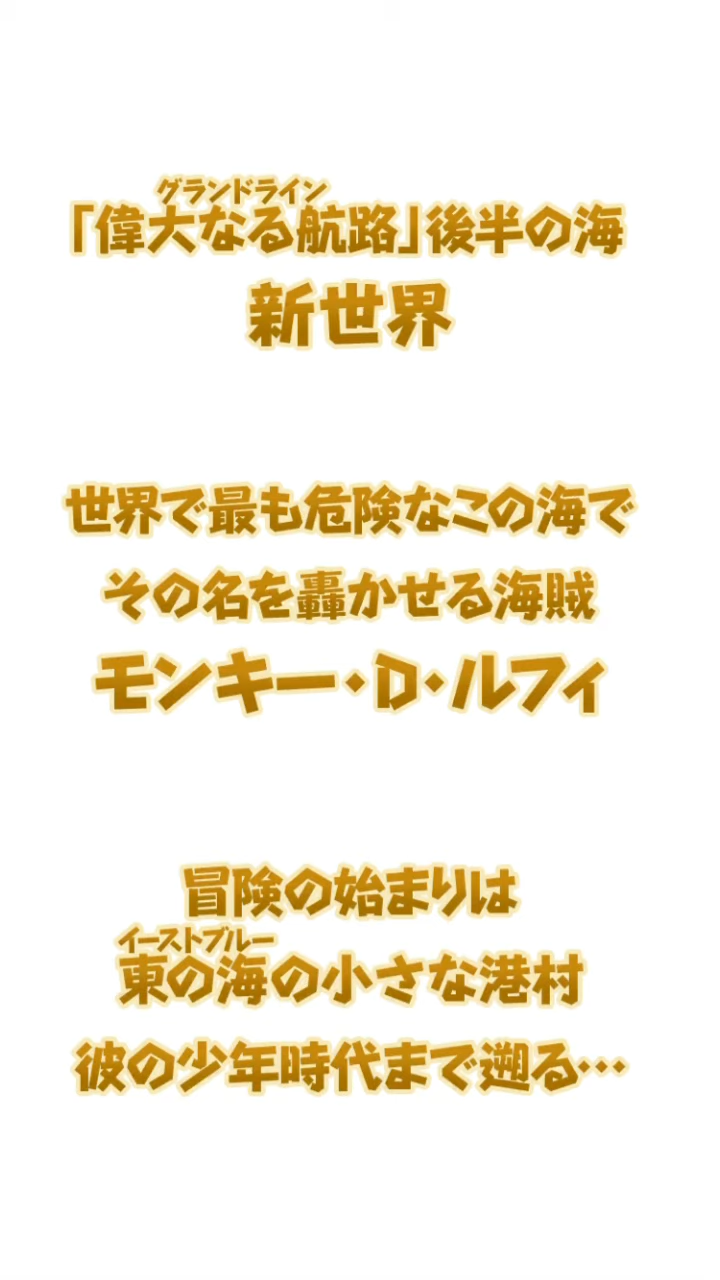 グランドライン
「偉大なる航路」後半の海
新世界
世界で最も危険なこの海で
その名を轟かせる海賊
モンキー・D・ルフィ
冒険の始まりは
イーストブルー
東の海の小さな港村
彼の少年時代まで遡る…